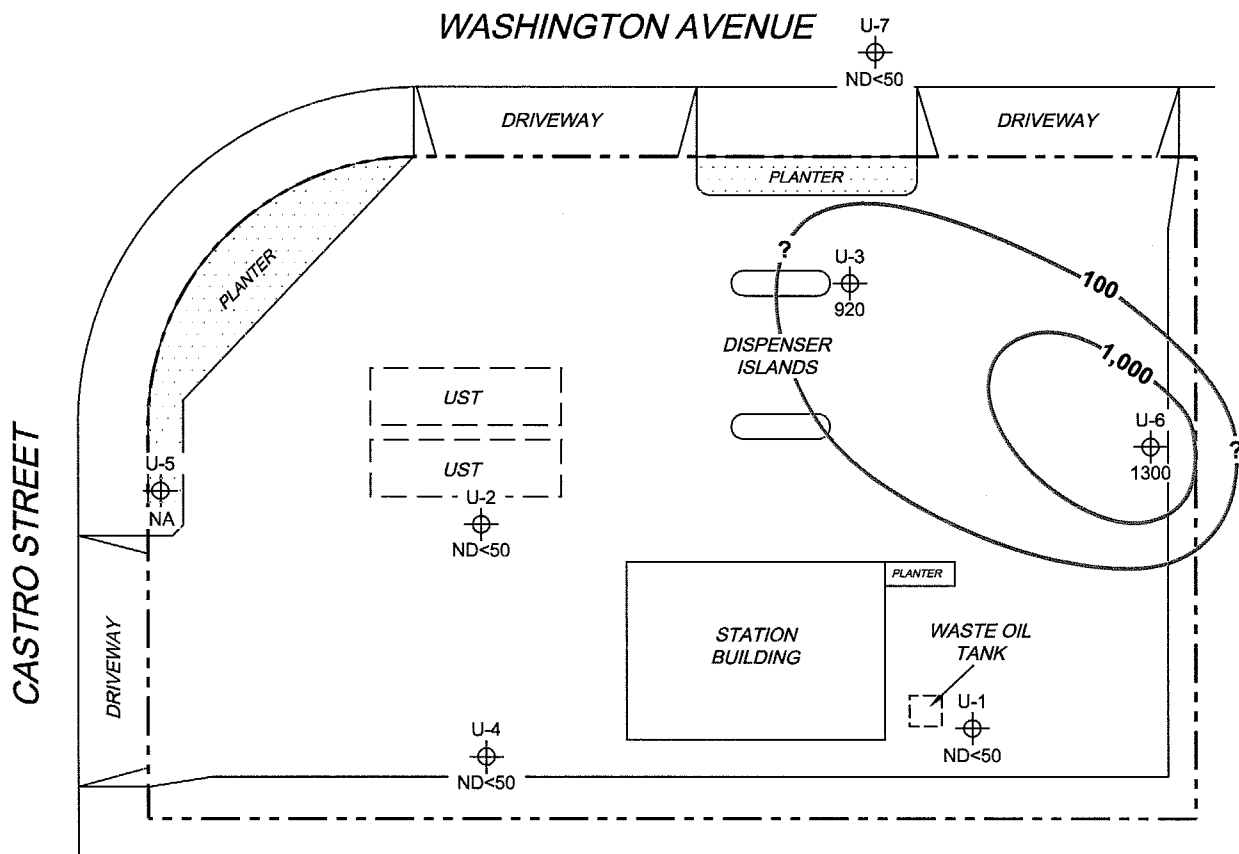 WASHINGTON AVENUE
U-7
ND<50
DRIVEWAY
DRIVEWAY
PLANTER
PLANTER
?
U-3
920
100
DISPENSER
ISLANDS
1,000
UST
UST
U-6
1300
?
U-5
NA
U-2
ND<50
CASTRO STREET
DRIVEWAY
PLANTER
STATION
BUILDING
WASTE OIL
TANK
U-1
ND<50
U-4
ND<50